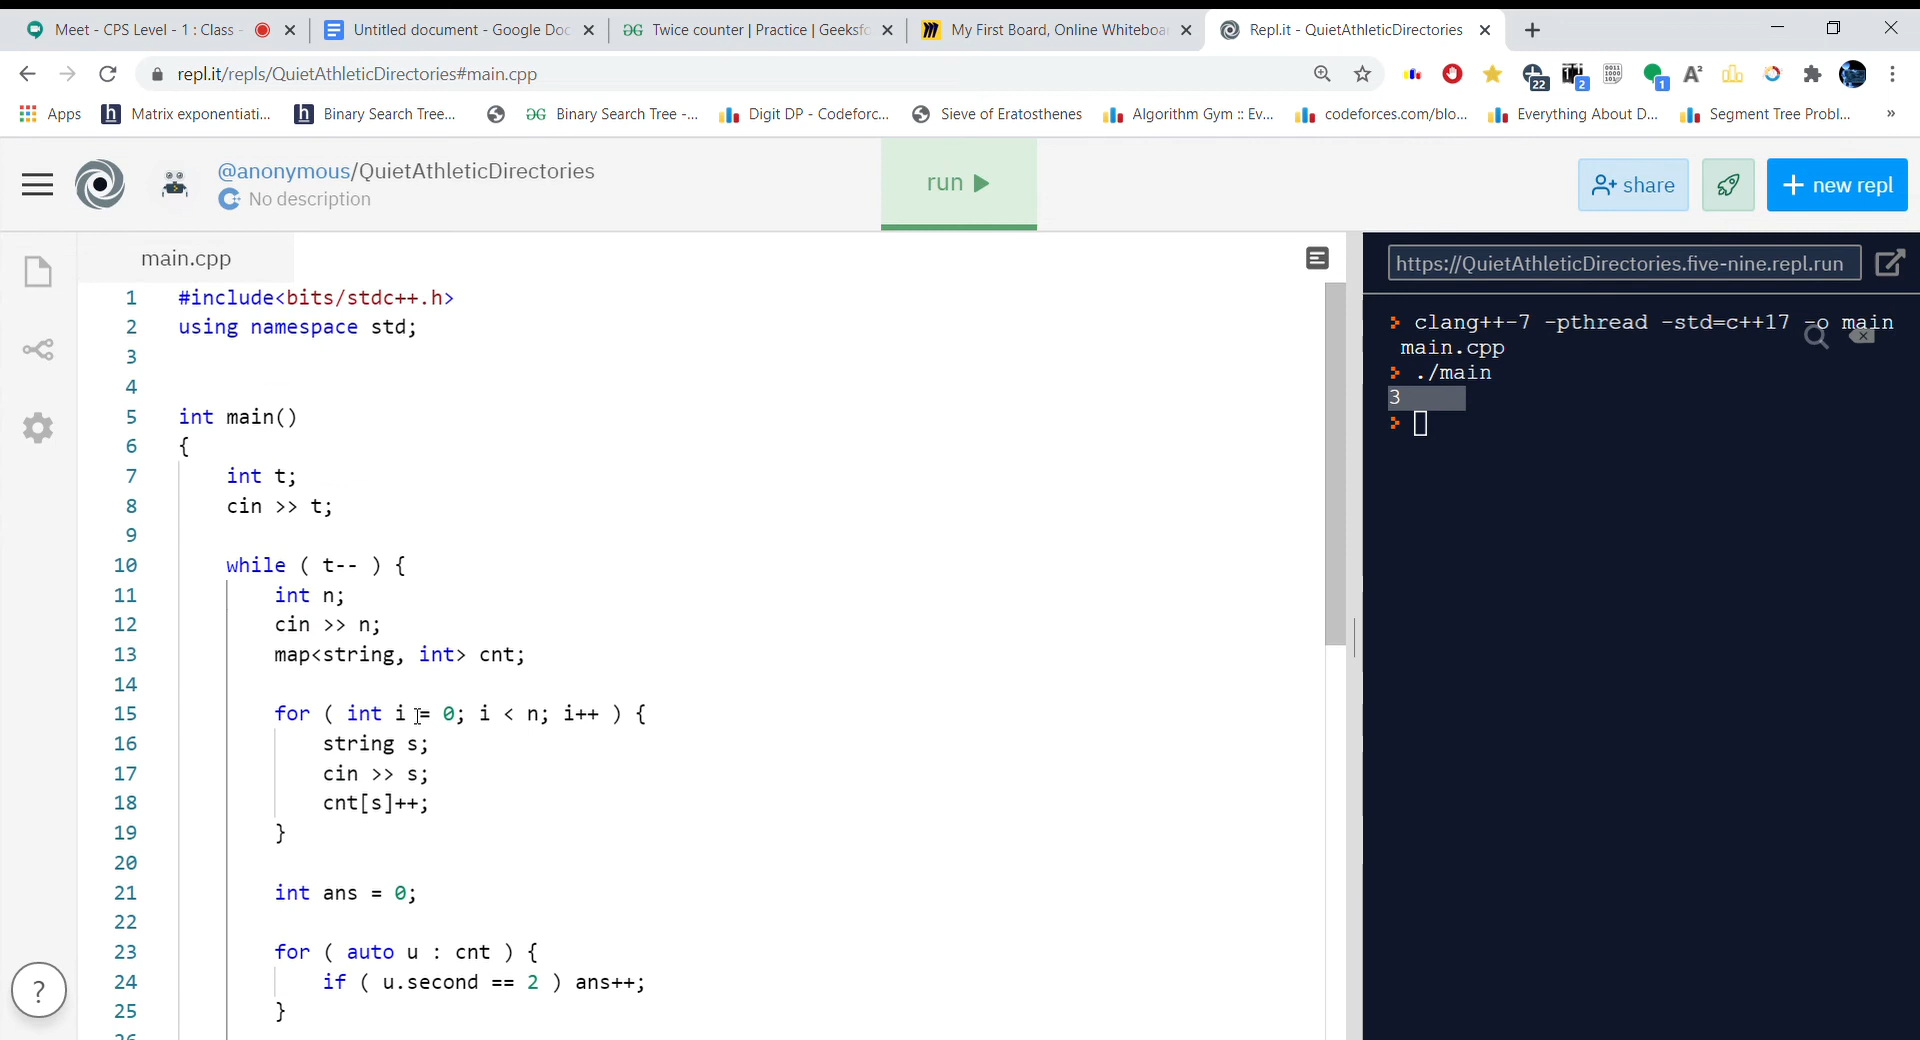 Meet - CPS Level - 1 : Class -
Untitled document - Google Doc
Twice counter | Practice | Geeksfo
My First Board, Online Whiteboa
Repl.it - QuietAthleticDirectories
repl.it/repls/QuietAthleticDirectories#main.cpp
22
2
1
Apps
Matrix exponentiati...
Binary Search Tree...
Binary Search Tree -...
Digit DP - Codeforc...
Sieve of Eratosthenes
Algorithm Gym :: Ev...
codeforces.com/blo...
Everything About D...
Segment Tree Probl...
»
@anonymous/QuietAthleticDirectories
No description
run
share
+ new repl
main.cpp
https://QuietAthleticDirectories.five-nine.repl.run
1 #include<bits/stdc++.h>
2 using namespace std;
3
4
5 int main()
6 {
7 int t;
8 cin >> t;
9
10 while ( t-- ) {
11 int n;
12 cin >> n;
13 map<string, int> cnt;
14
15 for ( int i = 0; i < n; i++ ) {
16 string s;
17 cin >> s;
18 cnt[s]++;
19 }
20
21 int ans = 0;
22
23 for ( auto u : cnt ) {
24 if ( u.second == 2 ) ans++;
25 }
clang++-7 -pthread -std=c++17 -o main
main.cpp
./main
3
?